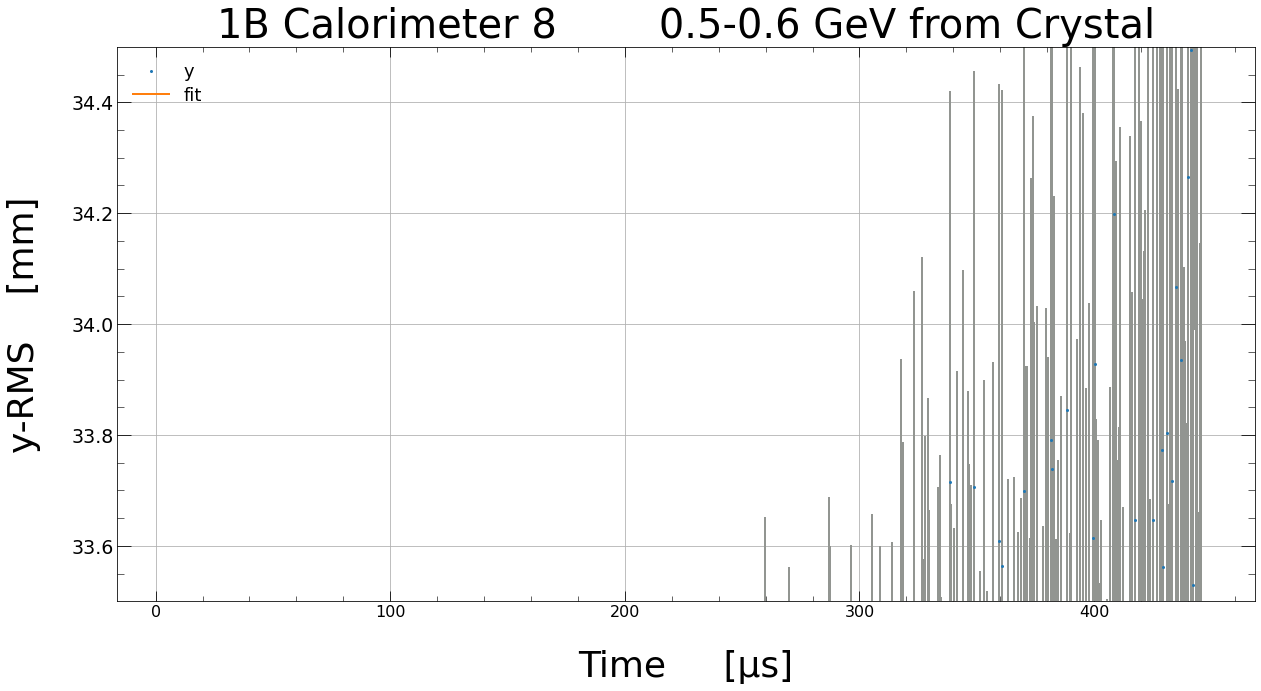 1B Calorimeter 8 0.5-0.6 GeV from Crystal
y
fit
34.4
34.2
34.0
33.8
33.6
y-RMS [mm]
0 100 200 300 400
Time [µs]